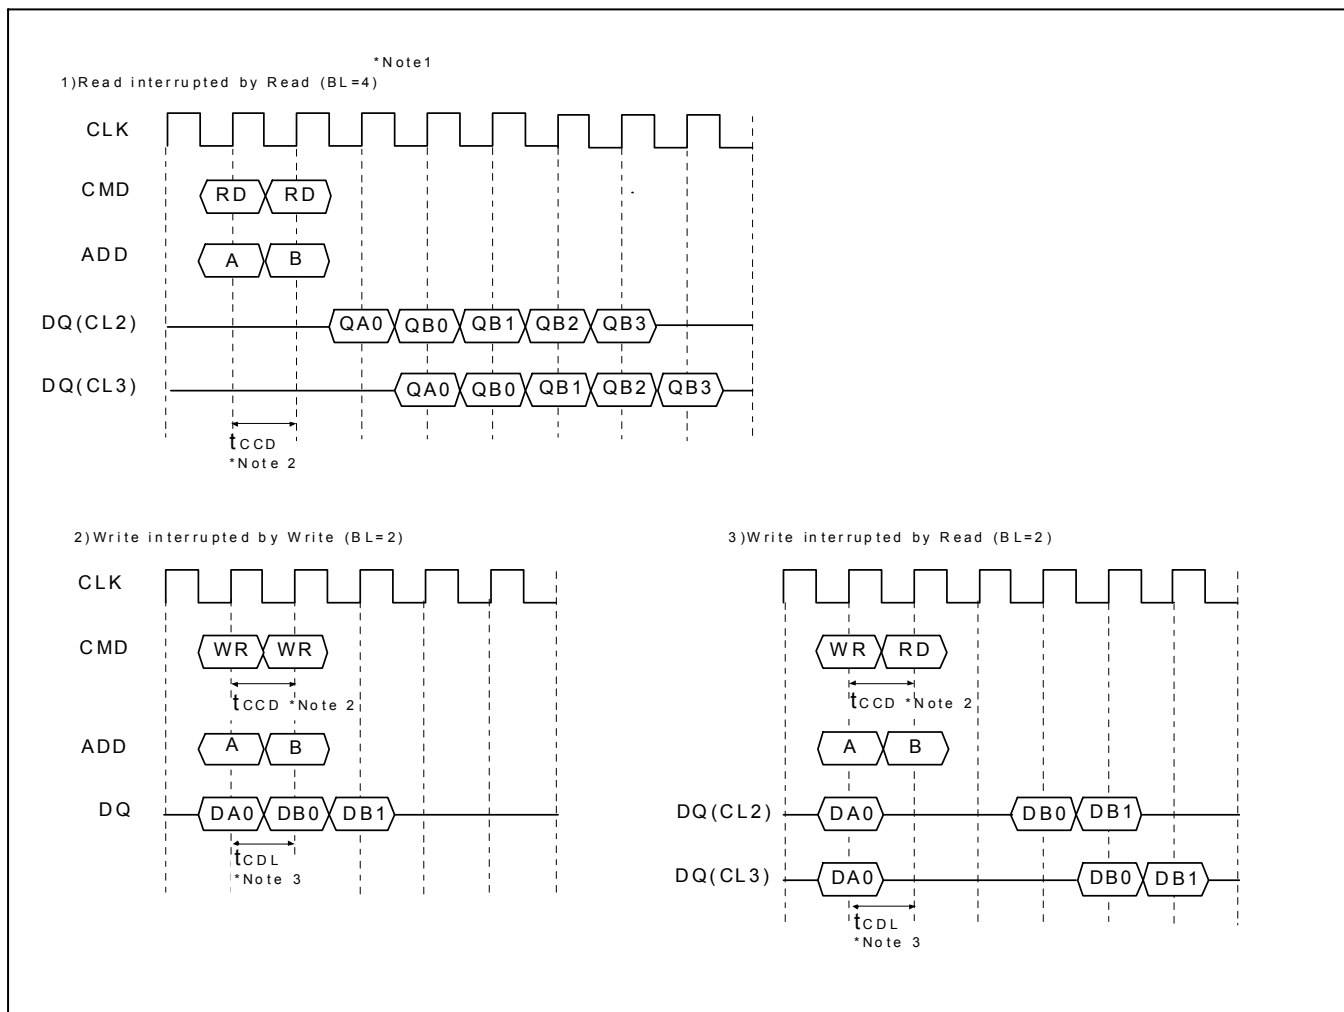 *Note1
1)Read interrupted by Read (BL=4)
CLK
CMD RD RD
ADD A B
DQ(CL2) QA0 QB0 QB1 QB2 QB3
DQ(CL3) QA0 QB0 QB1 QB2 QB3
tCCD
*Note 2
2)Write interrupted by Write (BL=2)
CLK
CMD WR WR
tCCD *Note 2
ADD A B
DQ DA0 DB0 DB1
tCDL
*Note 3
3)Write interrupted by Read (BL=2)
WR RD
tCCD *Note 2
A B
DQ(CL2) DA0 DB0 DB1
DQ(CL3) DA0 DB0 DB1
tCDL
*Note 3